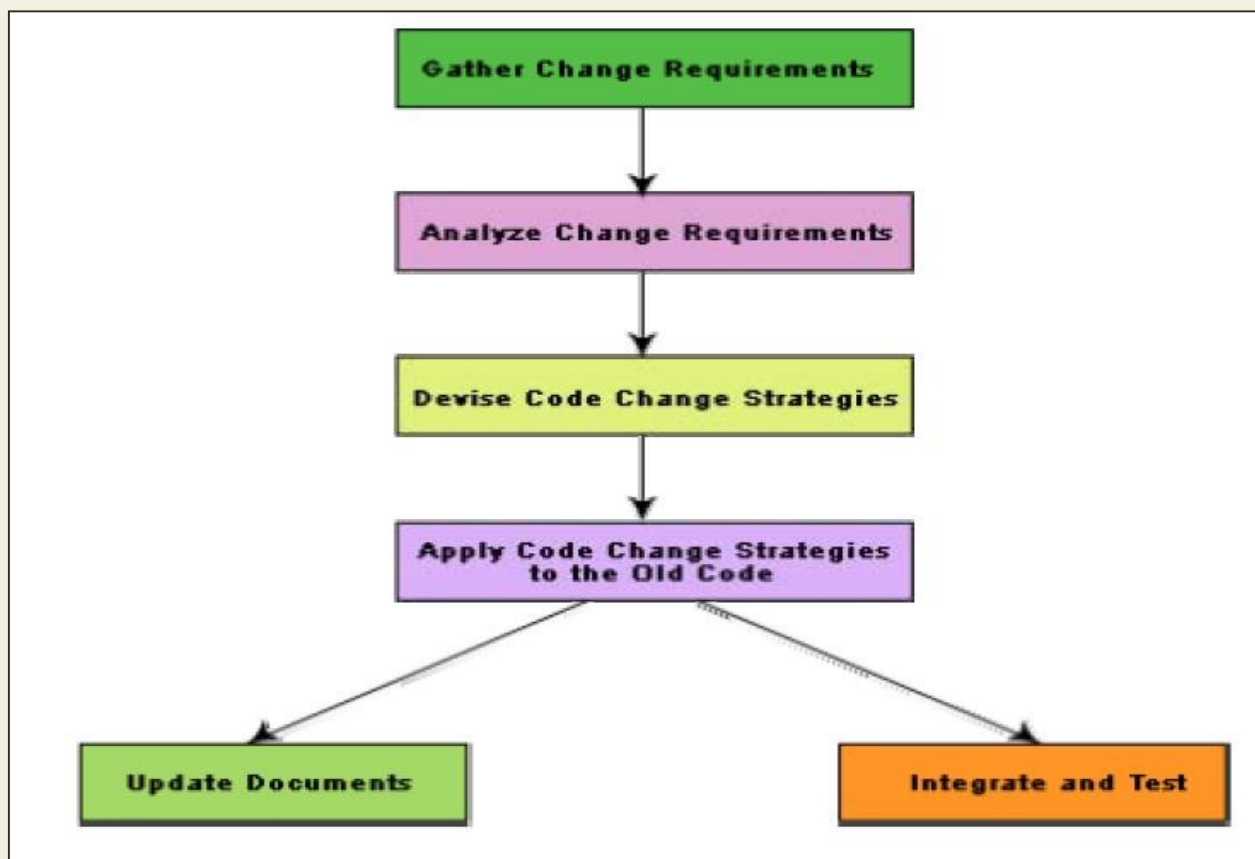 Gather Change Requirements
Analyze Change Requirements
Devise Code Change Strategies
Apply Code Change Strategies
to the Old Code
Update Documents
Integrate and Test